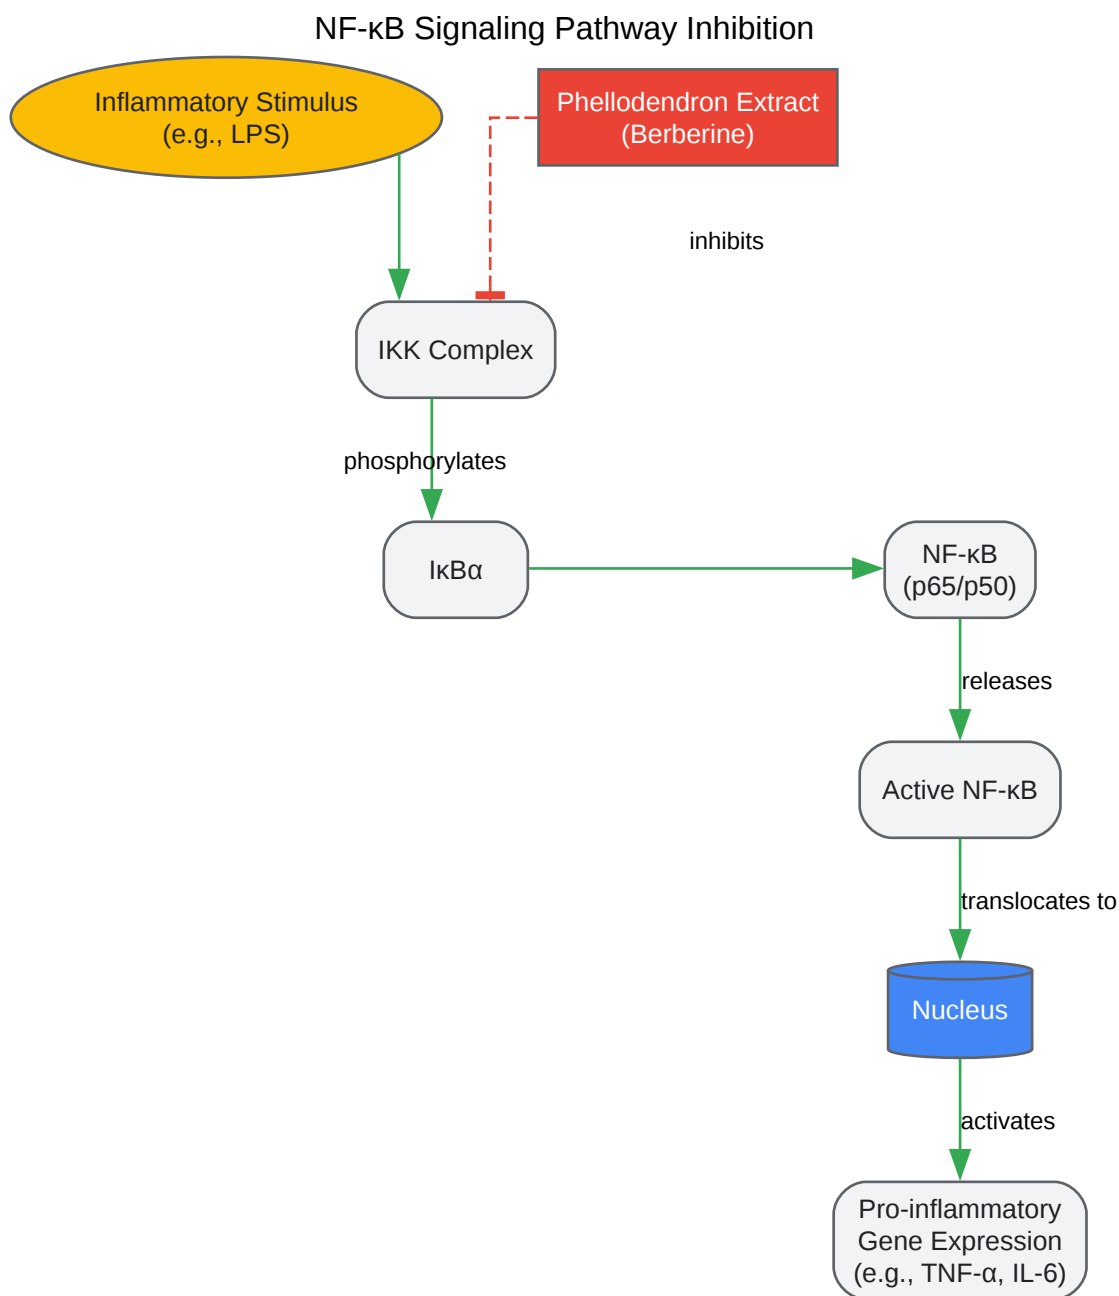 NF-κB Signaling Pathway Inhibition
Inflammatory Stimulus
(e.g., LPS)
Phellodendron Extract
(Berberine)
inhibits
IKK Complex
phosphorylates
IκBα
NF-κB
(p65/p50)
releases
Active NF-κB
translocates to
Nucleus
activates
Pro-inflammatory
Gene Expression
(e.g., TNF-α, IL-6)